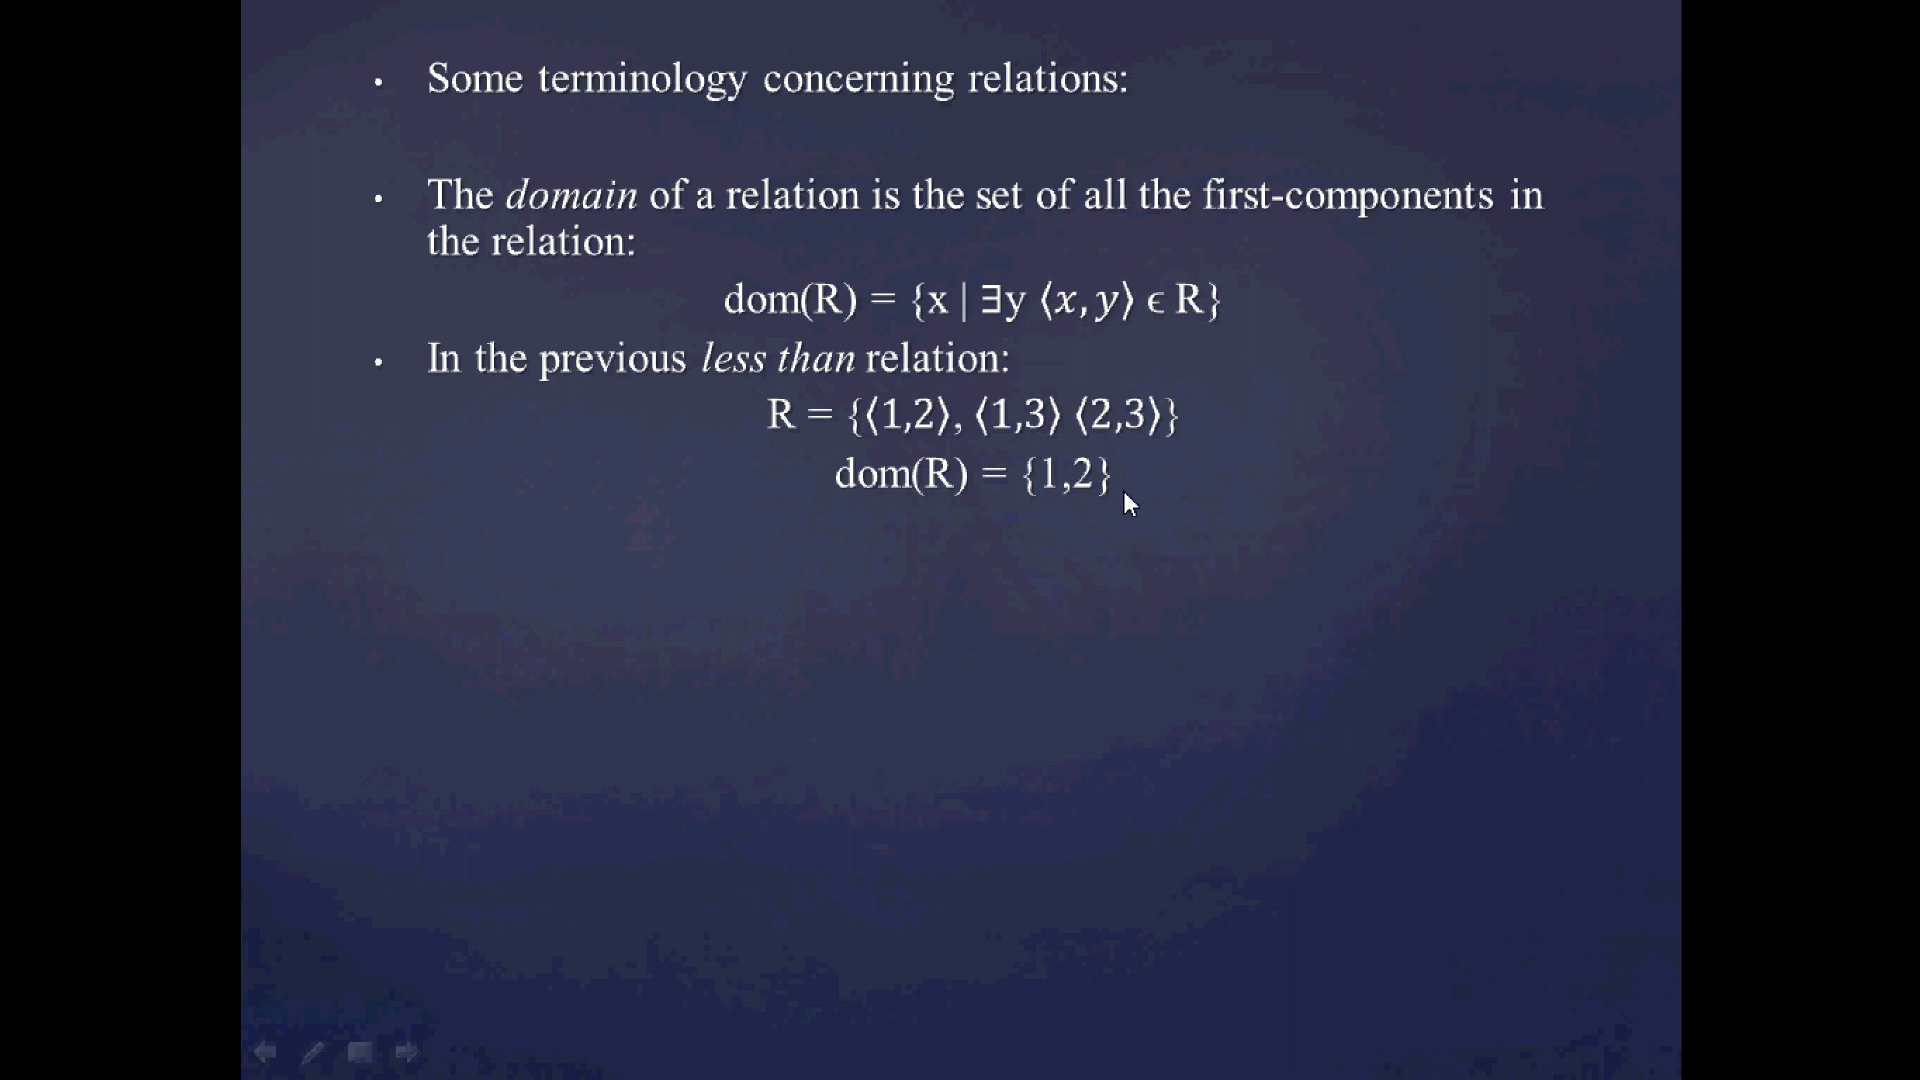 • Some terminology concerning relations:
• The domain of a relation is the set of all the first-components in
the relation:
dom(R) = {x | ∃y ⟨x, y⟩ ϵ R}
• In the previous less than relation:
R = {⟨1,2⟩, ⟨1,3⟩ ⟨2,3⟩}
dom(R) = {1,2}